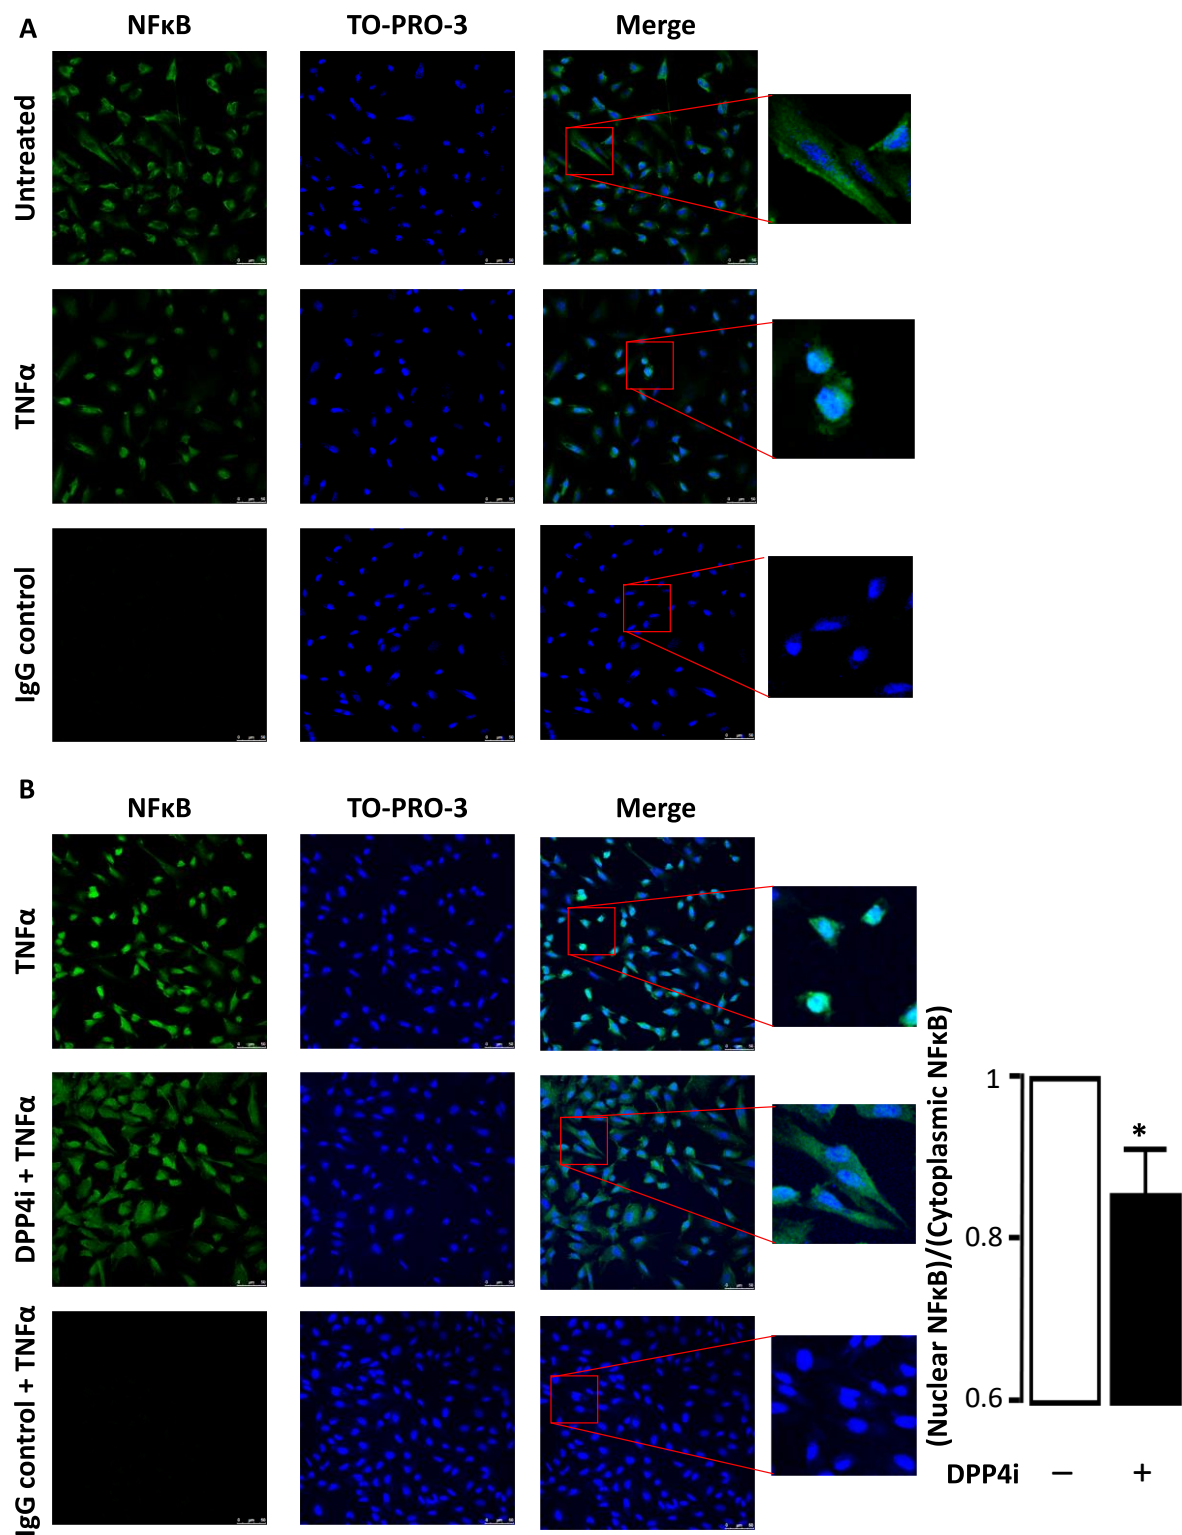 A
NFκB
TO-PRO-3
Merge
Untreated
TNFα
IgG control
B
NFκB
TO-PRO-3
Merge
TNFα
DPP4i + TNFα
IgG control + TNFα
(Nuclear NFκB)/(Cytoplasmic NFκB)
1
0.8
0.6
*
DPP4i − +